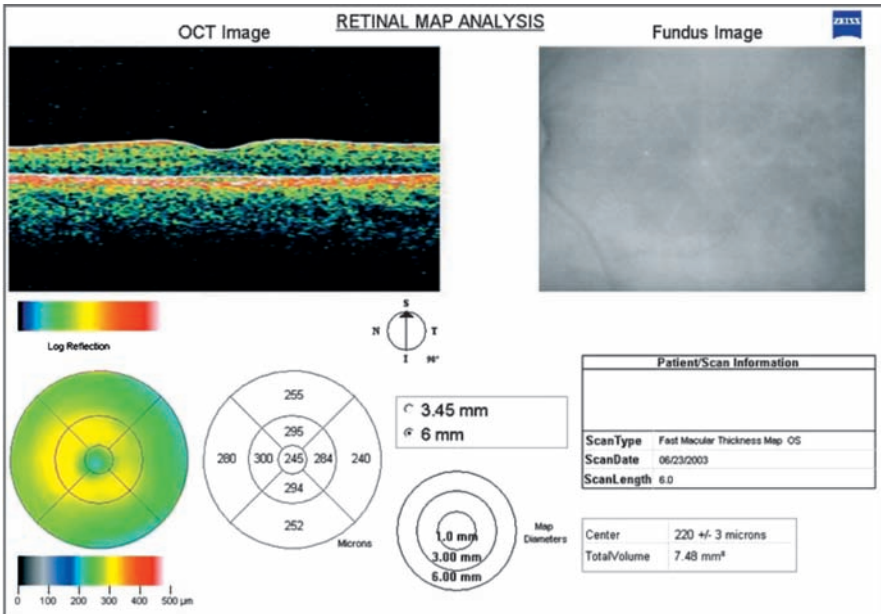 RETINAL MAP ANALYSIS
ZEISS
OCT Image
Fundus Image
Log Reflection
S
N T
I 90°
255
295
280 300 245 284 240
294
252
Microns
3.45 mm
6 mm
1.0 mm
3.00 mm
6.00 mm
Map
Diameters
Patient/Scan Information
ScanType Fast Macular Thickness Map OS
ScanDate 06/23/2003
ScanLength 6.0
Center 220 +/- 3 microns
TotalVolume 7.48 mm³
0 100 200 300 400 500 µm